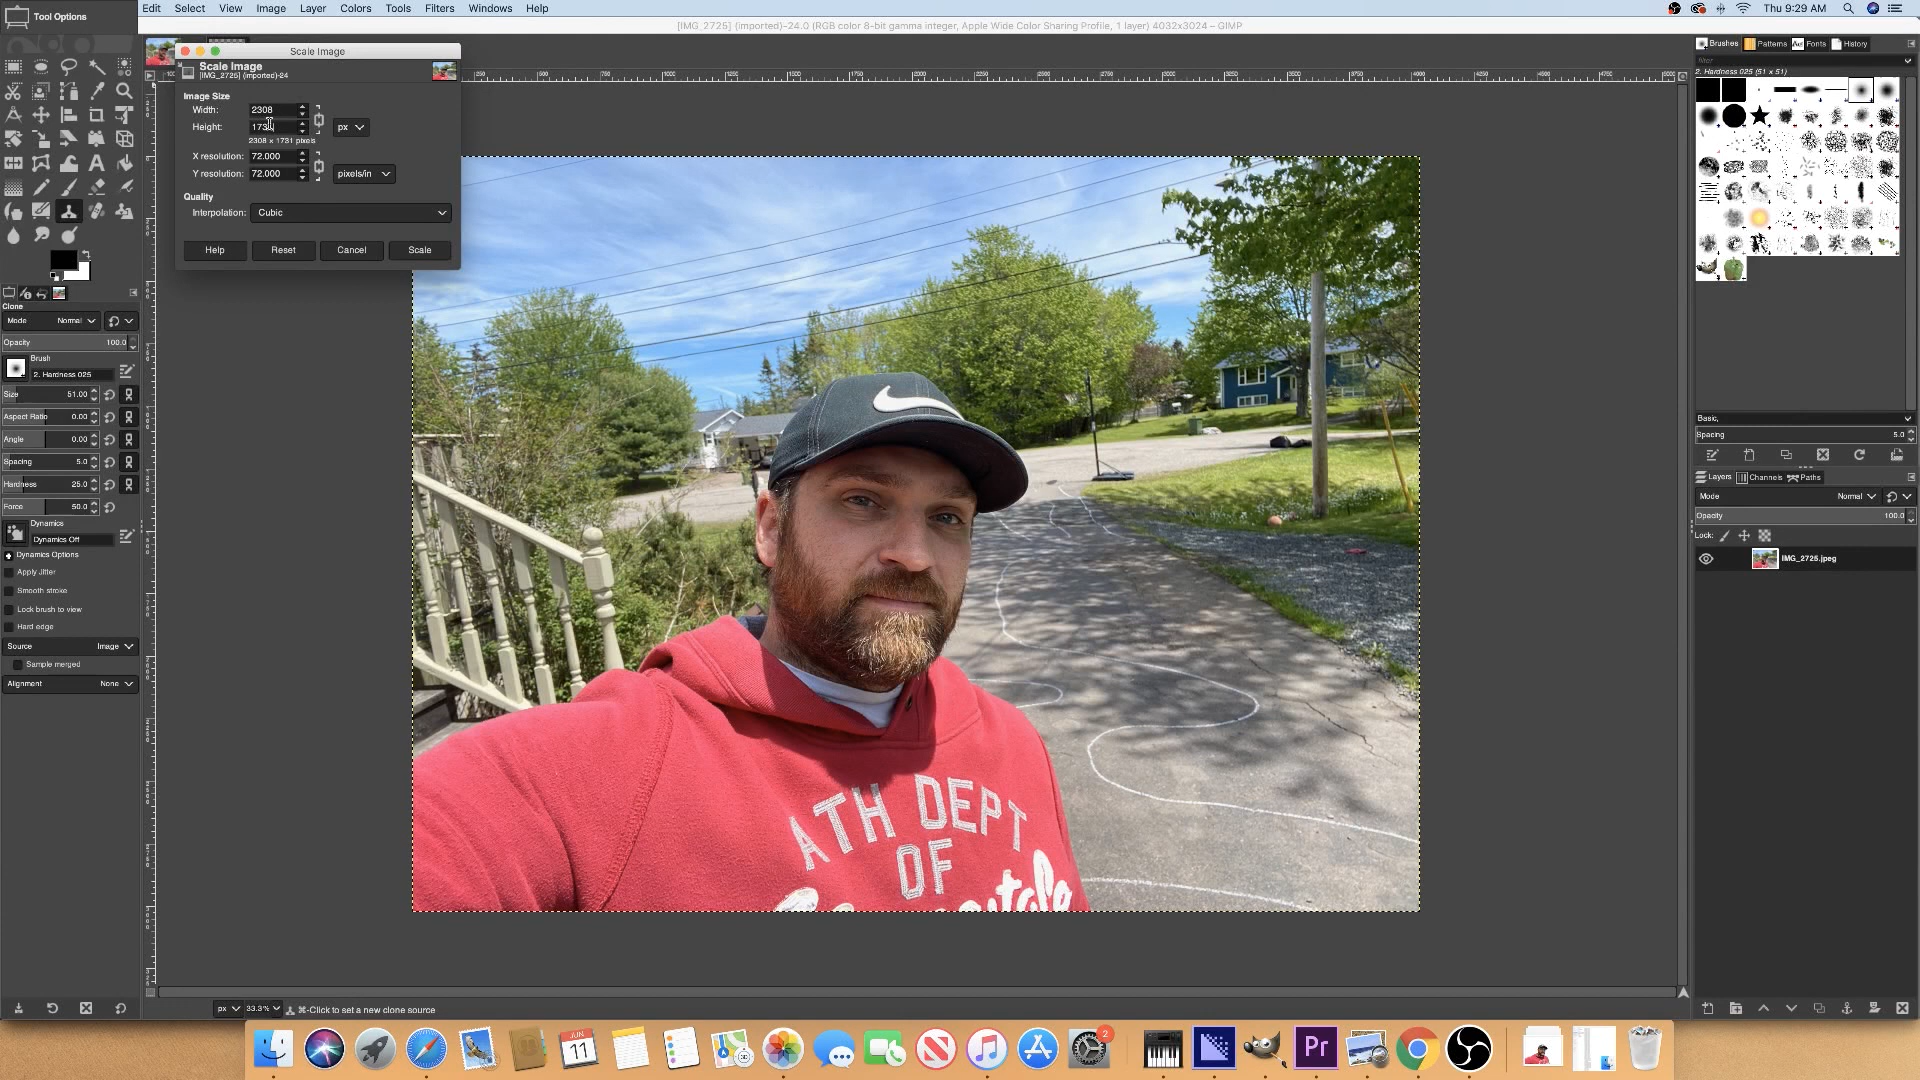 Edit Select View Image Layer Colors Tools Filters Windows Help
Thu 9:29 AM
[IMG_2725] (imported)-24.0 (RGB color 8-bit gamma integer, Apple Wide Color Sharing Profile, 1 layer) 4032x3024 – GIMP
Tool Options
Scale Image
Scale Image
[IMG_2725] (imported)-24
Image Size
Width: 2308
Height: 173
px
2308 × 1731 pixels
X resolution: 72.000
Y resolution: 72.000
pixels/in
Quality
Interpolation: Cubic
Help Reset Cancel Scale
Clone
Mode Normal
Opacity 100.0
Brush
2. Hardness 025
Size 51.00
Aspect Ratio 0.00
Angle 0.00
Spacing 5.0
Hardness 25.0
Force 50.0
Dynamics
Dynamics Off
Dynamics Options
Apply Jitter
Smooth stroke
Lock brush to view
Hard edge
Source Image
Sample merged
Alignment None
ATH DEPT
OF
px 33.3% ⌘-Click to set a new clone source
Brushes Patterns Fonts History
filter
2. Hardness 025 (51 x 51)
Basic,
Spacing 5.0
Layers Channels Paths
Mode Normal
Opacity 100.0
Lock:
IMG_2725.jpeg
JUN
11
2
Pr